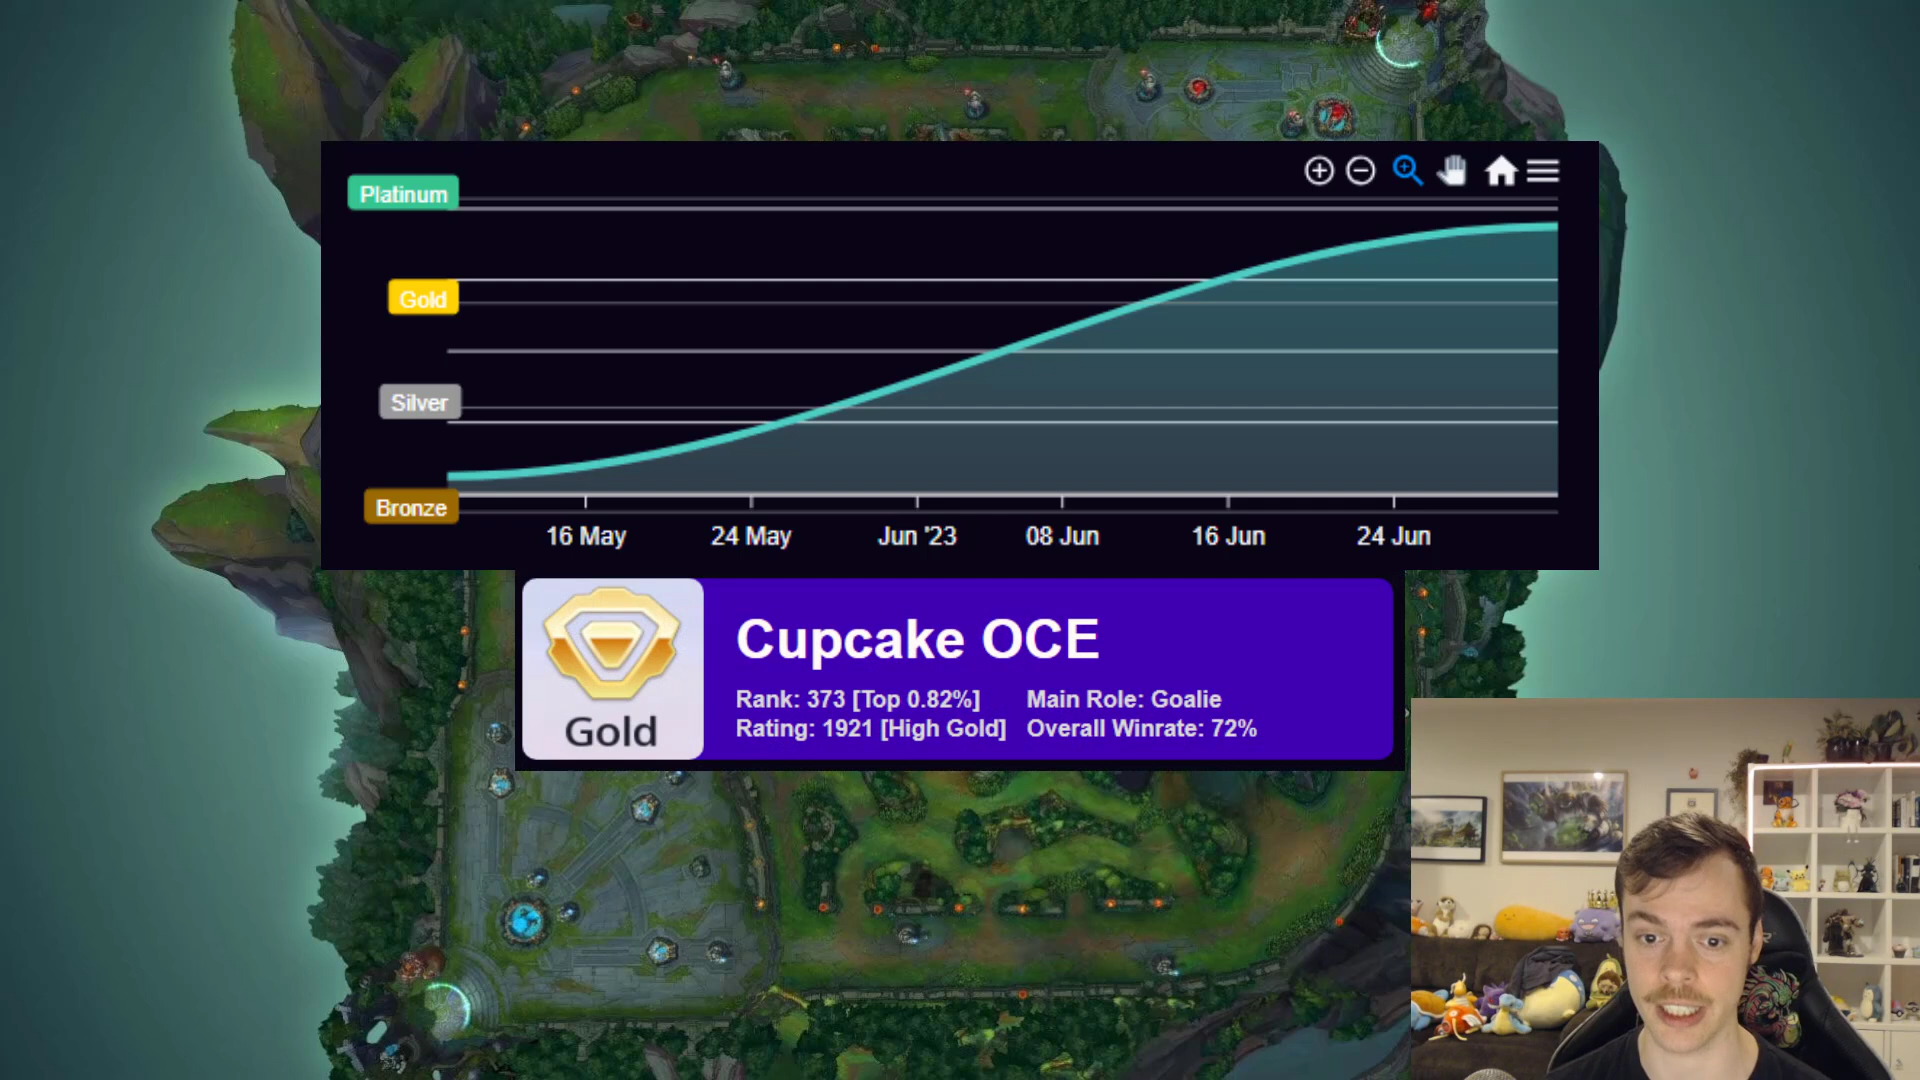 Platinum
Gold
Silver
Bronze
16 May
24 May
Jun '23
08 Jun
16 Jun
24 Jun
Gold
Cupcake OCE
Rank: 373 [Top 0.82%]
Main Role: Goalie
Rating: 1921 [High Gold]
Overall Winrate: 72%